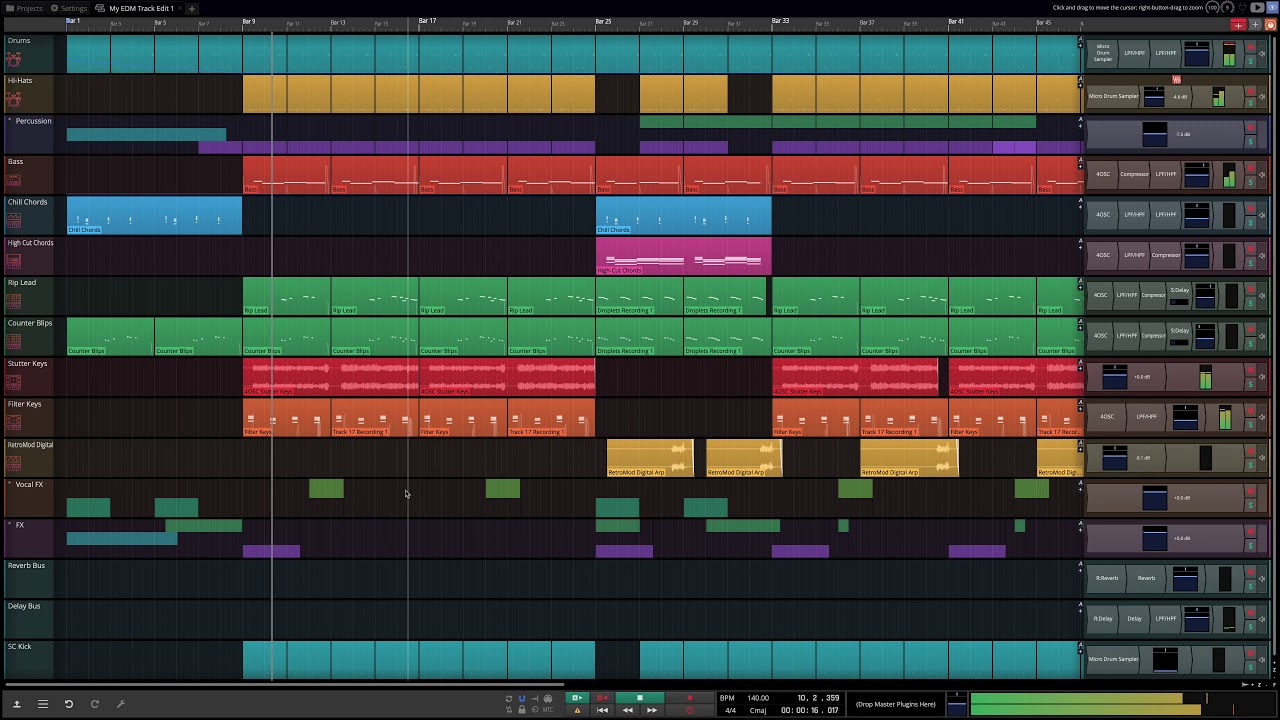 Projects Settings My EDM Track Edit 1 Click and drag to move the cursor; right-button-drag to zoom
Bar 1 Bar 3 Bar 5 Bar 7 Bar 9 Bar 11 Bar 13 Bar 15 Bar 17 Bar 19 Bar 21 Bar 23 Bar 25 Bar 27 Bar 29 Bar 31 Bar 33 Bar 35 Bar 37 Bar 39 Bar 41 Bar 43 Bar 45
Drums Micro Drum Sampler LPF/HPF LPF/HPF M S
Hi-Hats Micro Drum Sampler -4.6 dB M S
Percussion -7.5 dB M S
Bass 4OSC Compressor LPF/HPF M S
Bass Bass Bass Bass Bass Bass Bass Bass Bass Bass
Chill Chords 4OSC LPF/HPF LPF/HPF M S
Chill Chords Chill Chords
High Cut Chords 4OSC LPF/HPF Compressor M S
High-Cut Chords
Rip Lead 4OSC LPF/HPF Compressor S:Delay M S
Rip Lead Rip Lead Rip Lead Rip Lead Droplets Recording 1 Droplets Recording 1 Rip Lead Rip Lead Rip Lead Rip Lead
Counter Blips 4OSC LPF/HPF Compressor S:Delay M S
Counter Blips Counter Blips Counter Blips Counter Blips Counter Blips Counter Blips Droplets Recording 1 Droplets Recording 1 Counter Blips Counter Blips Counter Blips Counter Blips
Stutter Keys +0.0 dB M S
4OSC Stutter Keys 4OSC Stutter Keys 4OSC Stutter Keys 4OSC Stutter Keys
Filter Keys 4OSC LPF/HPF M S
Filter Keys Track 17 Recording 1 Filter Keys Track 17 Recording 1 Filter Keys Track 17 Recording 1 Filter Keys Track 17 Recor...
RetroMod Digital -0.1 dB M S
RetroMod Digital Arp RetroMod Digital Arp RetroMod Digital Arp RetroMod Digi...
Vocal FX +0.0 dB M S
FX +0.0 dB M S
Reverb Bus R:Reverb Reverb M S
Delay Bus R:Delay Delay LPF/HPF M S
SC Kick Micro Drum Sampler M S
MTC BPM 140.00 10, 2, 359 (Drop Master Plugins Here)
4/4 Cmaj 00: 00: 16. 017